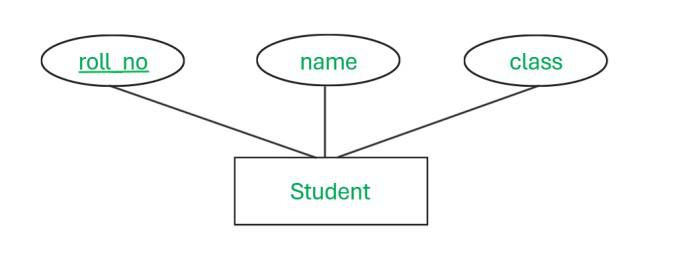 roll_no
name
class
Student